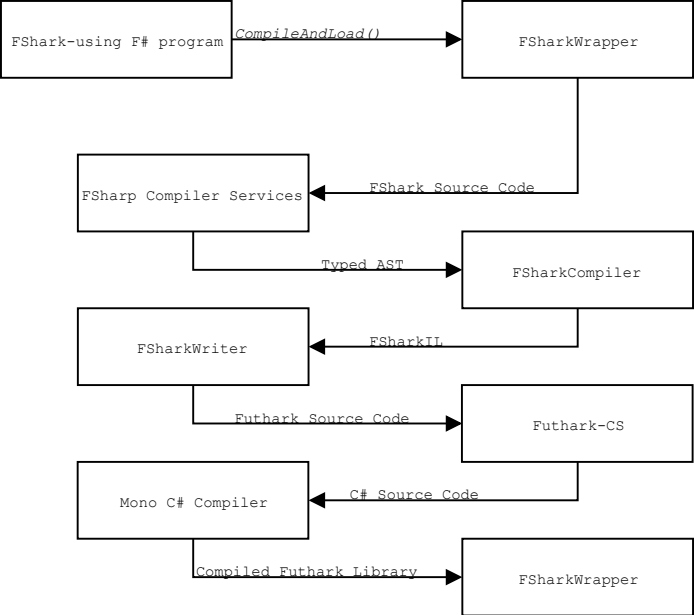 FShark-using F# program
CompileAndLoad()
FSharkWrapper
FShark Source Code
FSharp Compiler Services
Typed AST
FSharkCompiler
FSharkIL
FSharkWriter
Futhark Source Code
Futhark-CS
C# Source Code
Mono C# Compiler
Compiled Futhark Library
FSharkWrapper